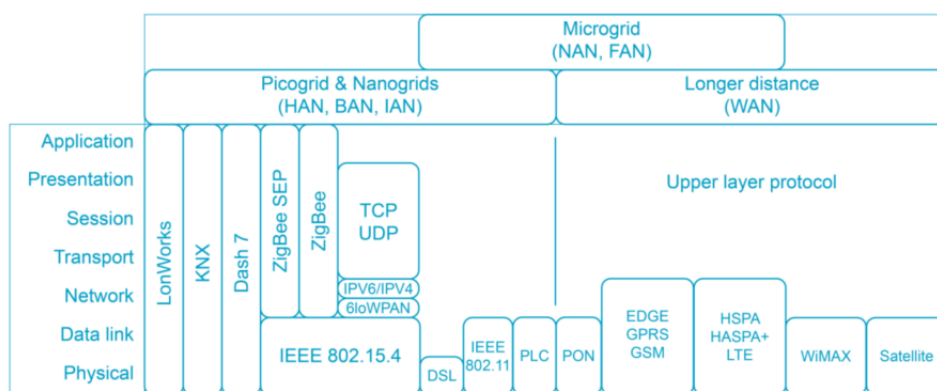 Microgrid
(NAN, FAN)
Picogrid & Nanogrids
(HAN, BAN, IAN)
Longer distance
(WAN)
Application
Presentation
Session
Transport
Network
Data link
Physical
LonWorks
KNX
Dash 7
ZigBee SEP
ZigBee
TCP
UDP
IPV6/IPV4
6loWPAN
IEEE 802.15.4
DSL
IEEE
802.11
PLC
PON
Upper layer protocol
EDGE
GPRS
GSM
HSPA
HASPA+
LTE
WiMAX
Satellite